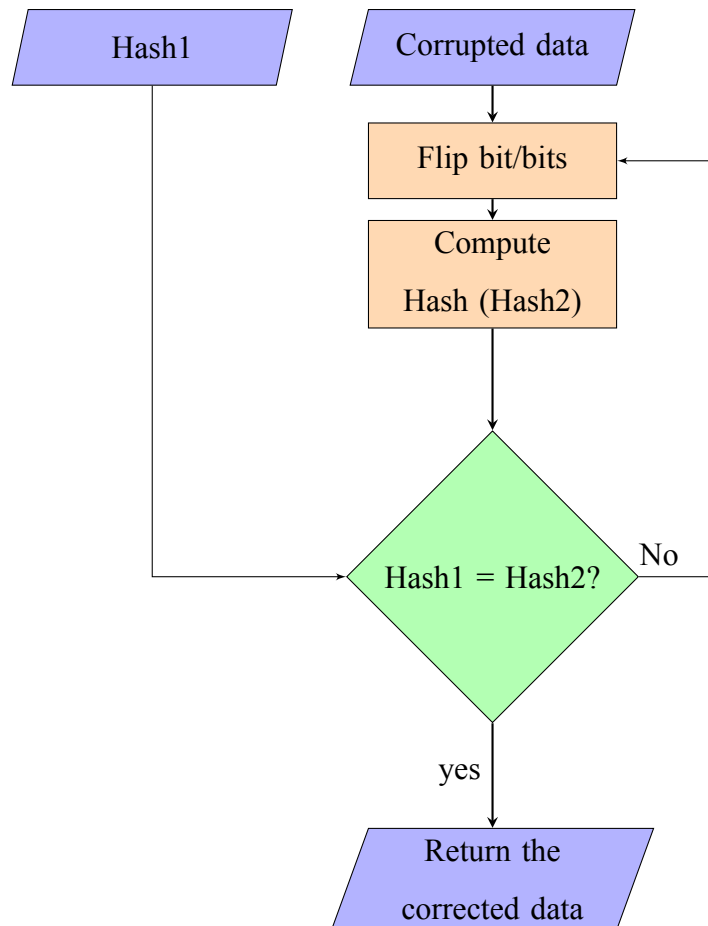 Hash1
Corrupted data
Flip bit/bits
Compute
Hash (Hash2)
Hash1 = Hash2?
No
yes
Return the
corrected data